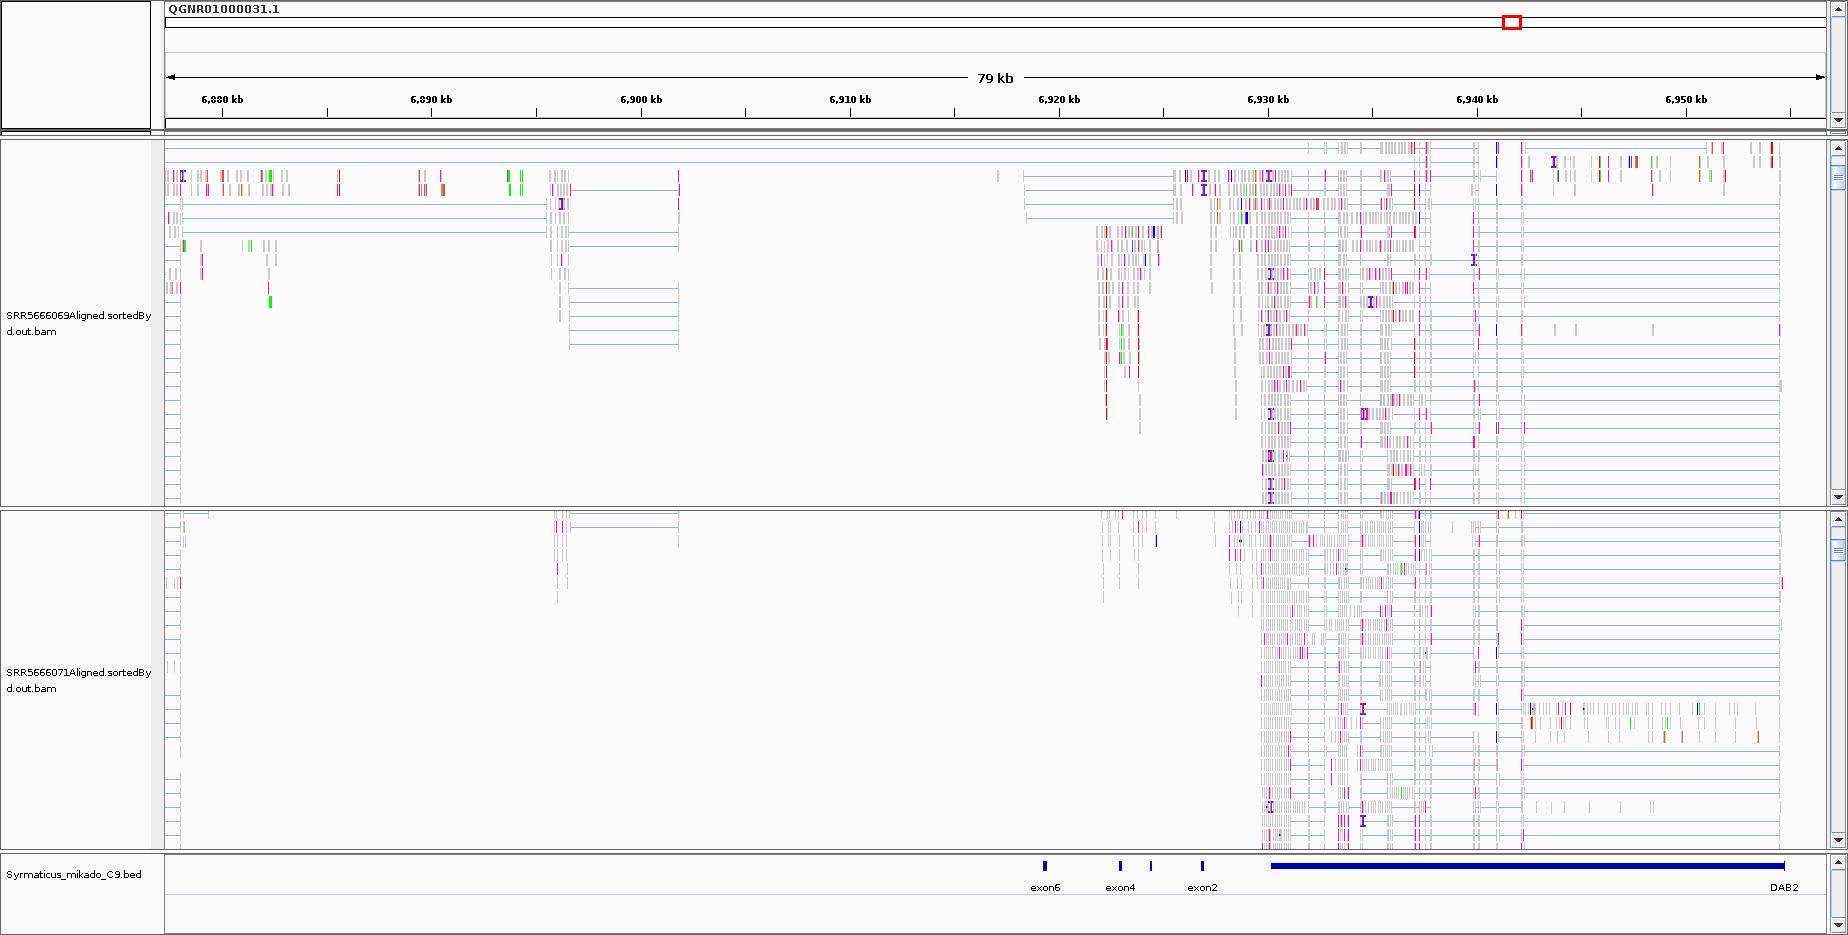 QGNR01000031.1
79 kb
6,880 kb 6,890 kb 6,900 kb 6,910 kb 6,920 kb 6,930 kb 6,940 kb 6,950 kb
SRR5666069Aligned.sortedBy
d.out.bam
SRR5666071Aligned.sortedBy
d.out.bam
Syrmaticus_mikado_C9.bed
exon6 exon4 exon2 DAB2